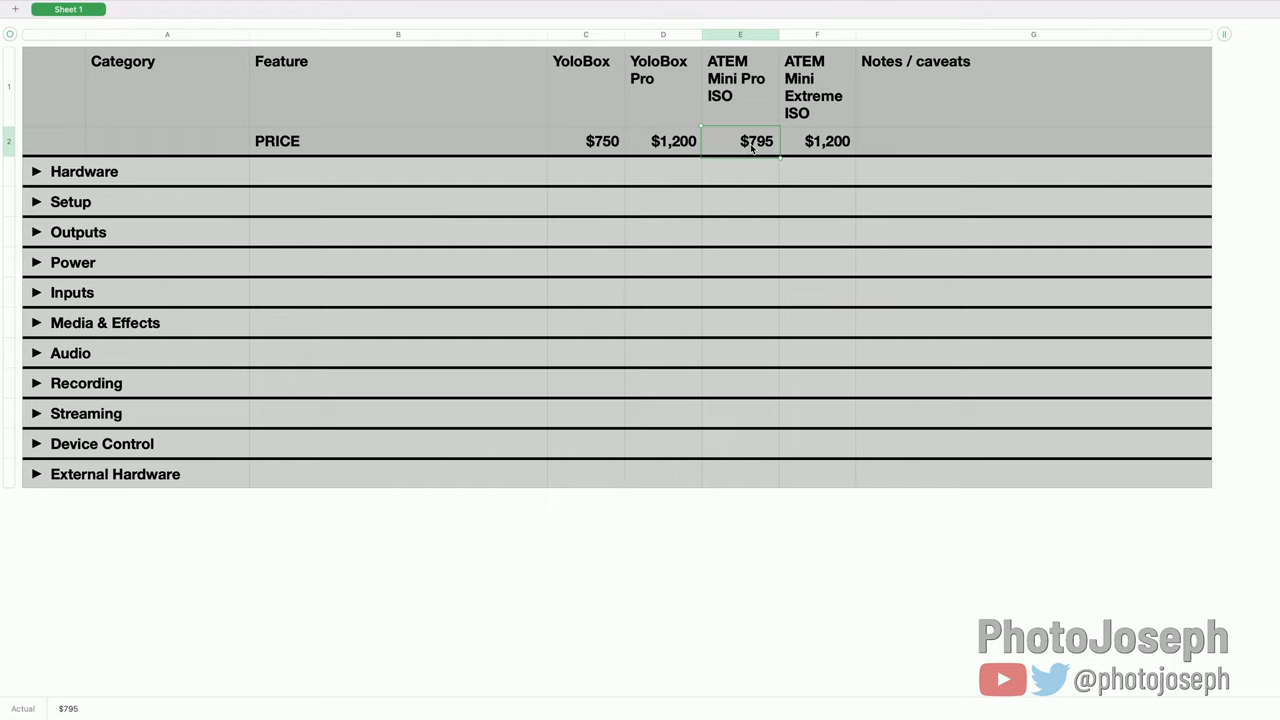 + Sheet 1
A B C D E F G
1 Category Feature YoloBox YoloBox Pro ATEM Mini Pro ISO ATEM Mini Extreme ISO Notes / caveats
2 PRICE $750 $1,200 $795 $1,200
Hardware
Setup
Outputs
Power
Inputs
Media & Effects
Audio
Recording
Streaming
Device Control
External Hardware
PhotoJoseph
@photojoseph
Actual $795